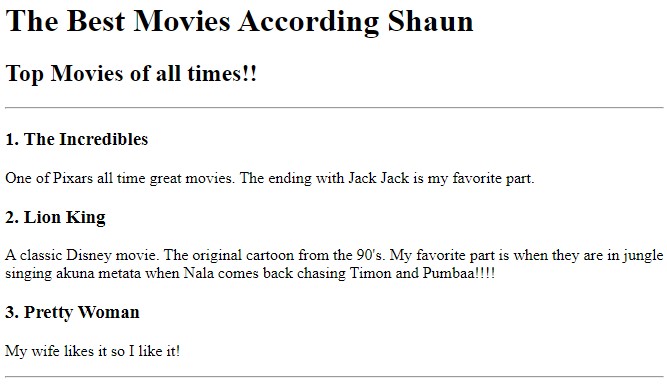 The Best Movies According Shaun
Top Movies of all times!!
1. The Incredibles
One of Pixars all time great movies. The ending with Jack Jack is my favorite part.
2. Lion King
A classic Disney movie. The original cartoon from the 90's. My favorite part is when they are in jungle
singing akuna metata when Nala comes back chasing Timon and Pumbaa!!!!
3. Pretty Woman
My wife likes it so I like it!